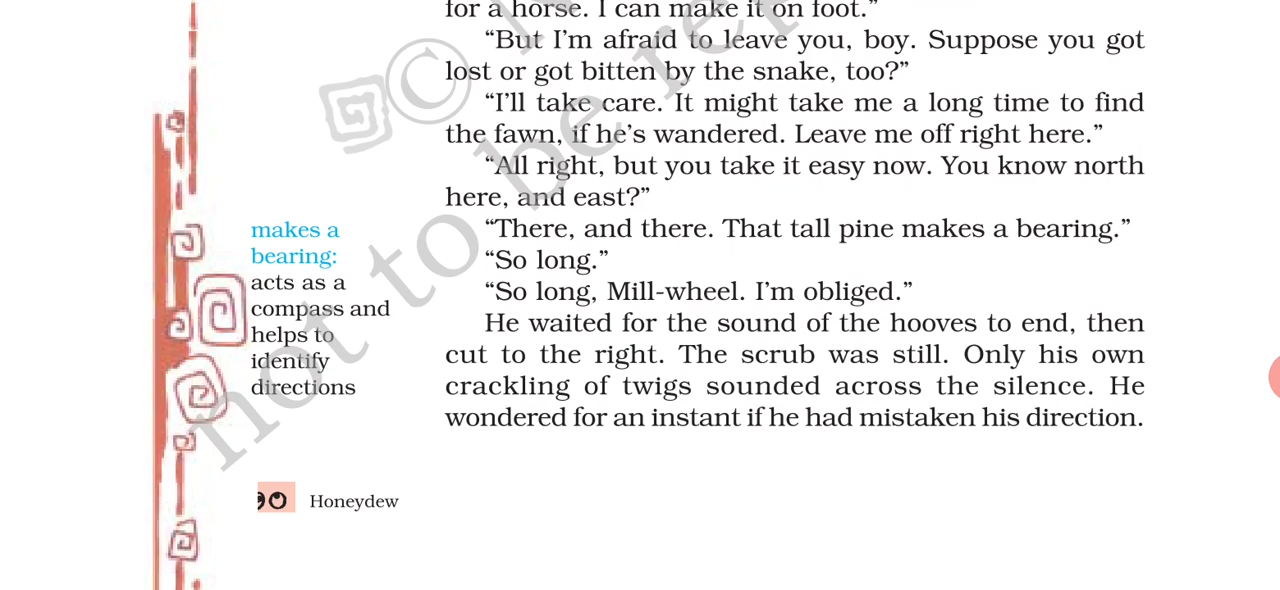 for a horse. I can make it on foot.”
“But I’m afraid to leave you, boy. Suppose you got
lost or got bitten by the snake, too?”
“I’ll take care. It might take me a long time to find
the fawn, if he’s wandered. Leave me off right here.”
“All right, but you take it easy now. You know north
here, and east?”
“There, and there. That tall pine makes a bearing.”
“So long.”
“So long, Mill-wheel. I’m obliged.”
He waited for the sound of the hooves to end, then
cut to the right. The scrub was still. Only his own
crackling of twigs sounded across the silence. He
wondered for an instant if he had mistaken his direction.
makes a
bearing:
acts as a
compass and
helps to
identify
directions
Honeydew
©
not to be re